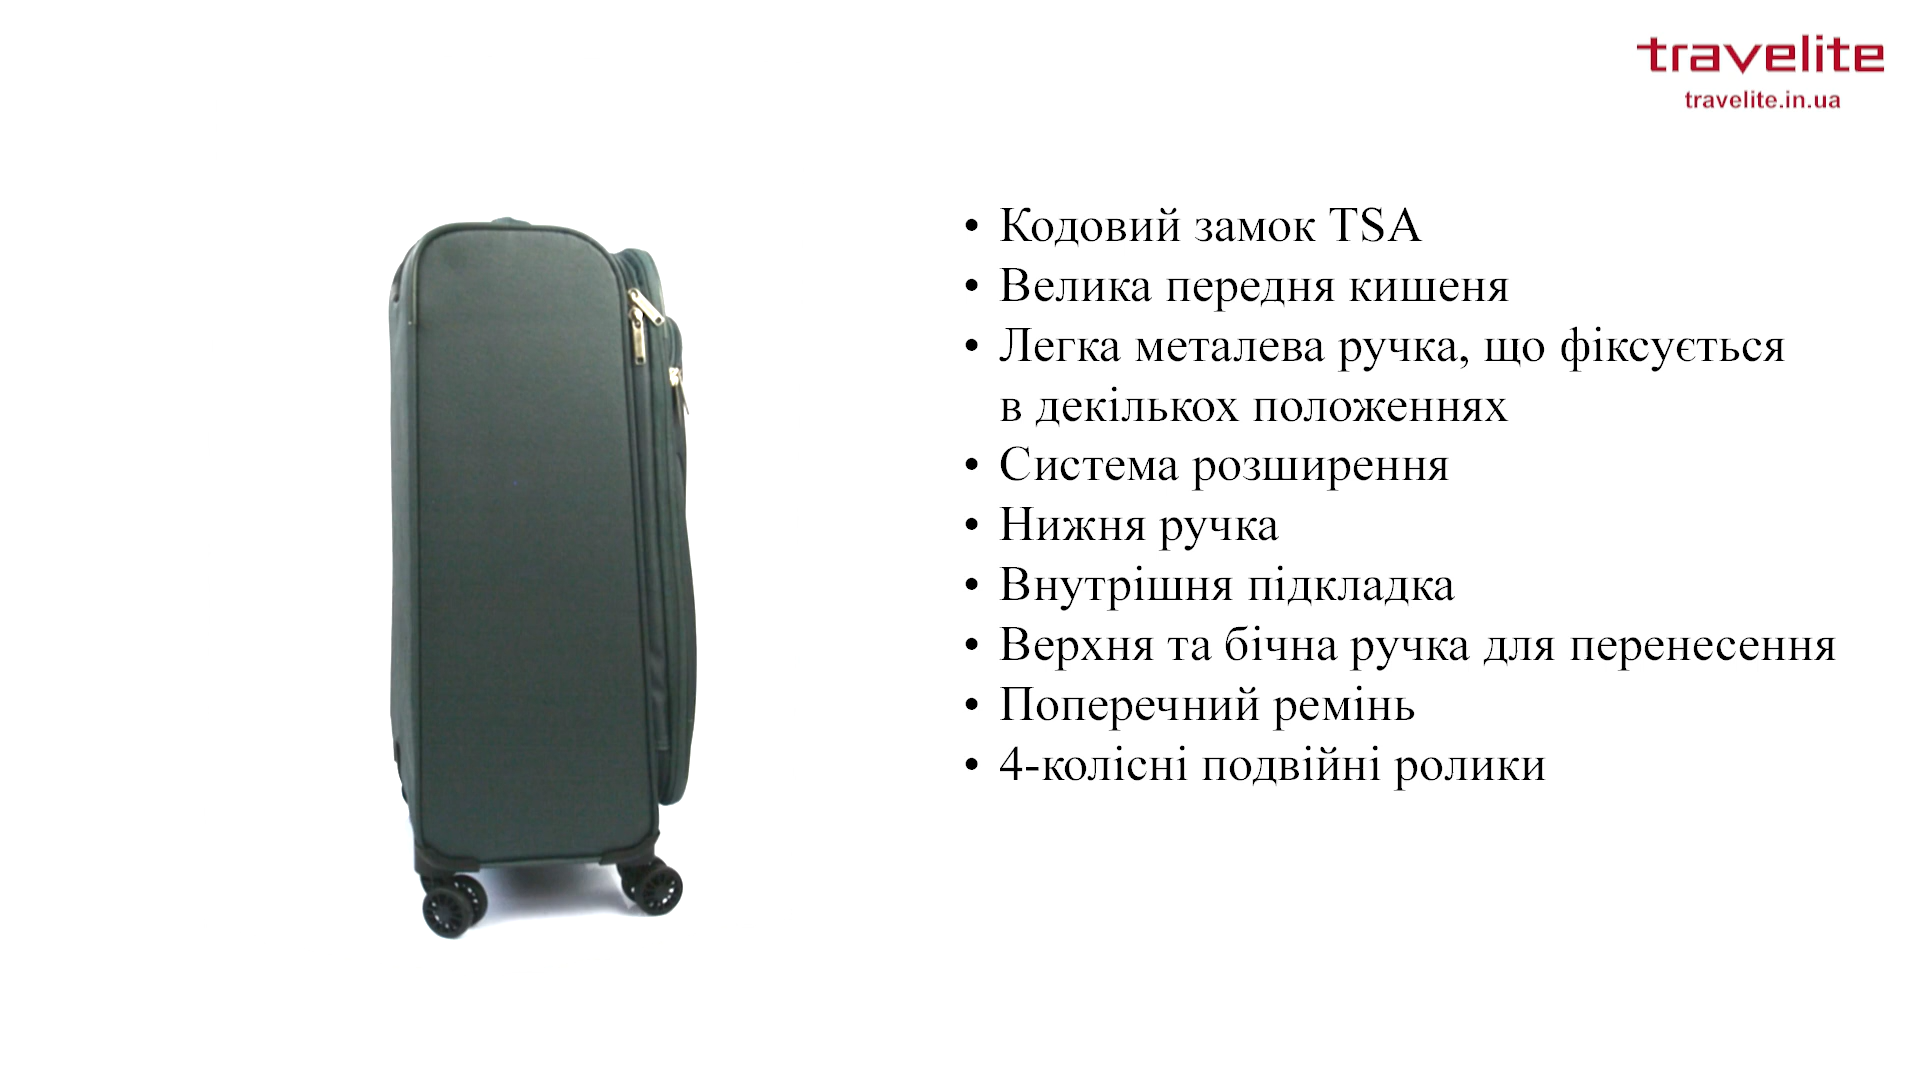 travelite
travelite.in.ua
• Кодовий замок TSA
• Велика передня кишеня
• Легка металева ручка, що фіксується
в декількох положеннях
• Система розширення
• Нижня ручка
• Внутрішня підкладка
• Верхня та бічна ручка для перенесення
• Поперечний ремінь
• 4-колісні подвійні ролики